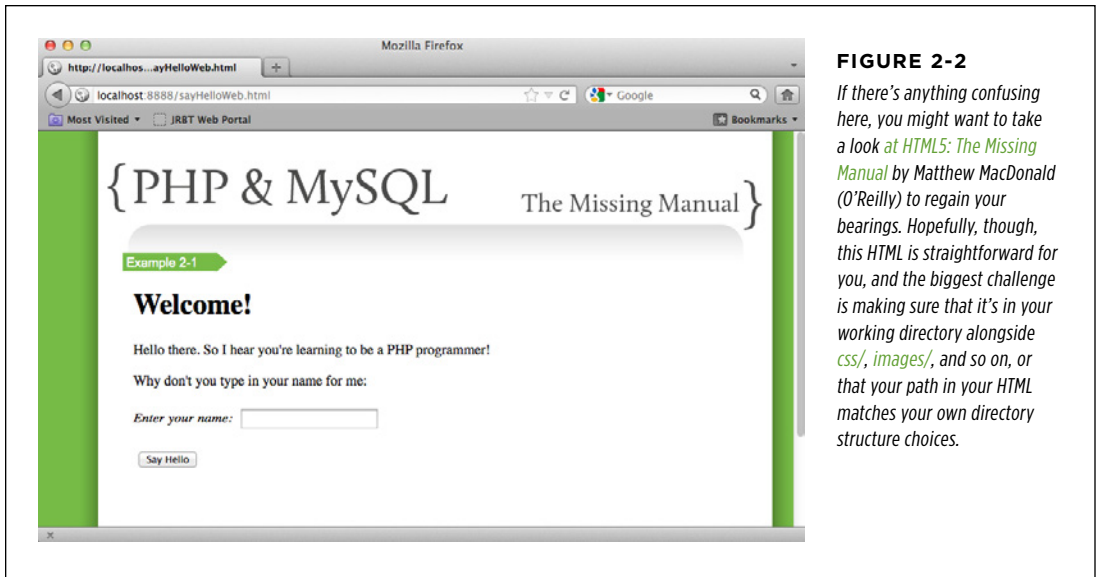 Mozilla Firefox
http://localhos...ayHelloWeb.html
+
localhost:8888/sayHelloWeb.html
Google
Most Visited
JRBT Web Portal
Bookmarks
{PHP & MySQL
The Missing Manual}
Example 2-1
Welcome!
Hello there. So I hear you're learning to be a PHP programmer!
Why don't you type in your name for me:
Enter your name:
Say Hello
x
FIGURE 2-2
If there's anything confusing
here, you might want to take
a look at HTML5: The Missing
Manual by Matthew MacDonald
(O'Reilly) to regain your
bearings. Hopefully, though,
this HTML is straightforward for
you, and the biggest challenge
is making sure that it's in your
working directory alongside
css/, images/, and so on, or
that your path in your HTML
matches your own directory
structure choices.